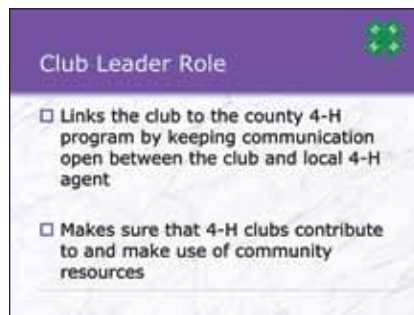 Club Leader Role
Links the club to the county 4-H
program by keeping communication
open between the club and local 4-H
agent
Makes sure that 4-H clubs contribute
to and make use of community
resources